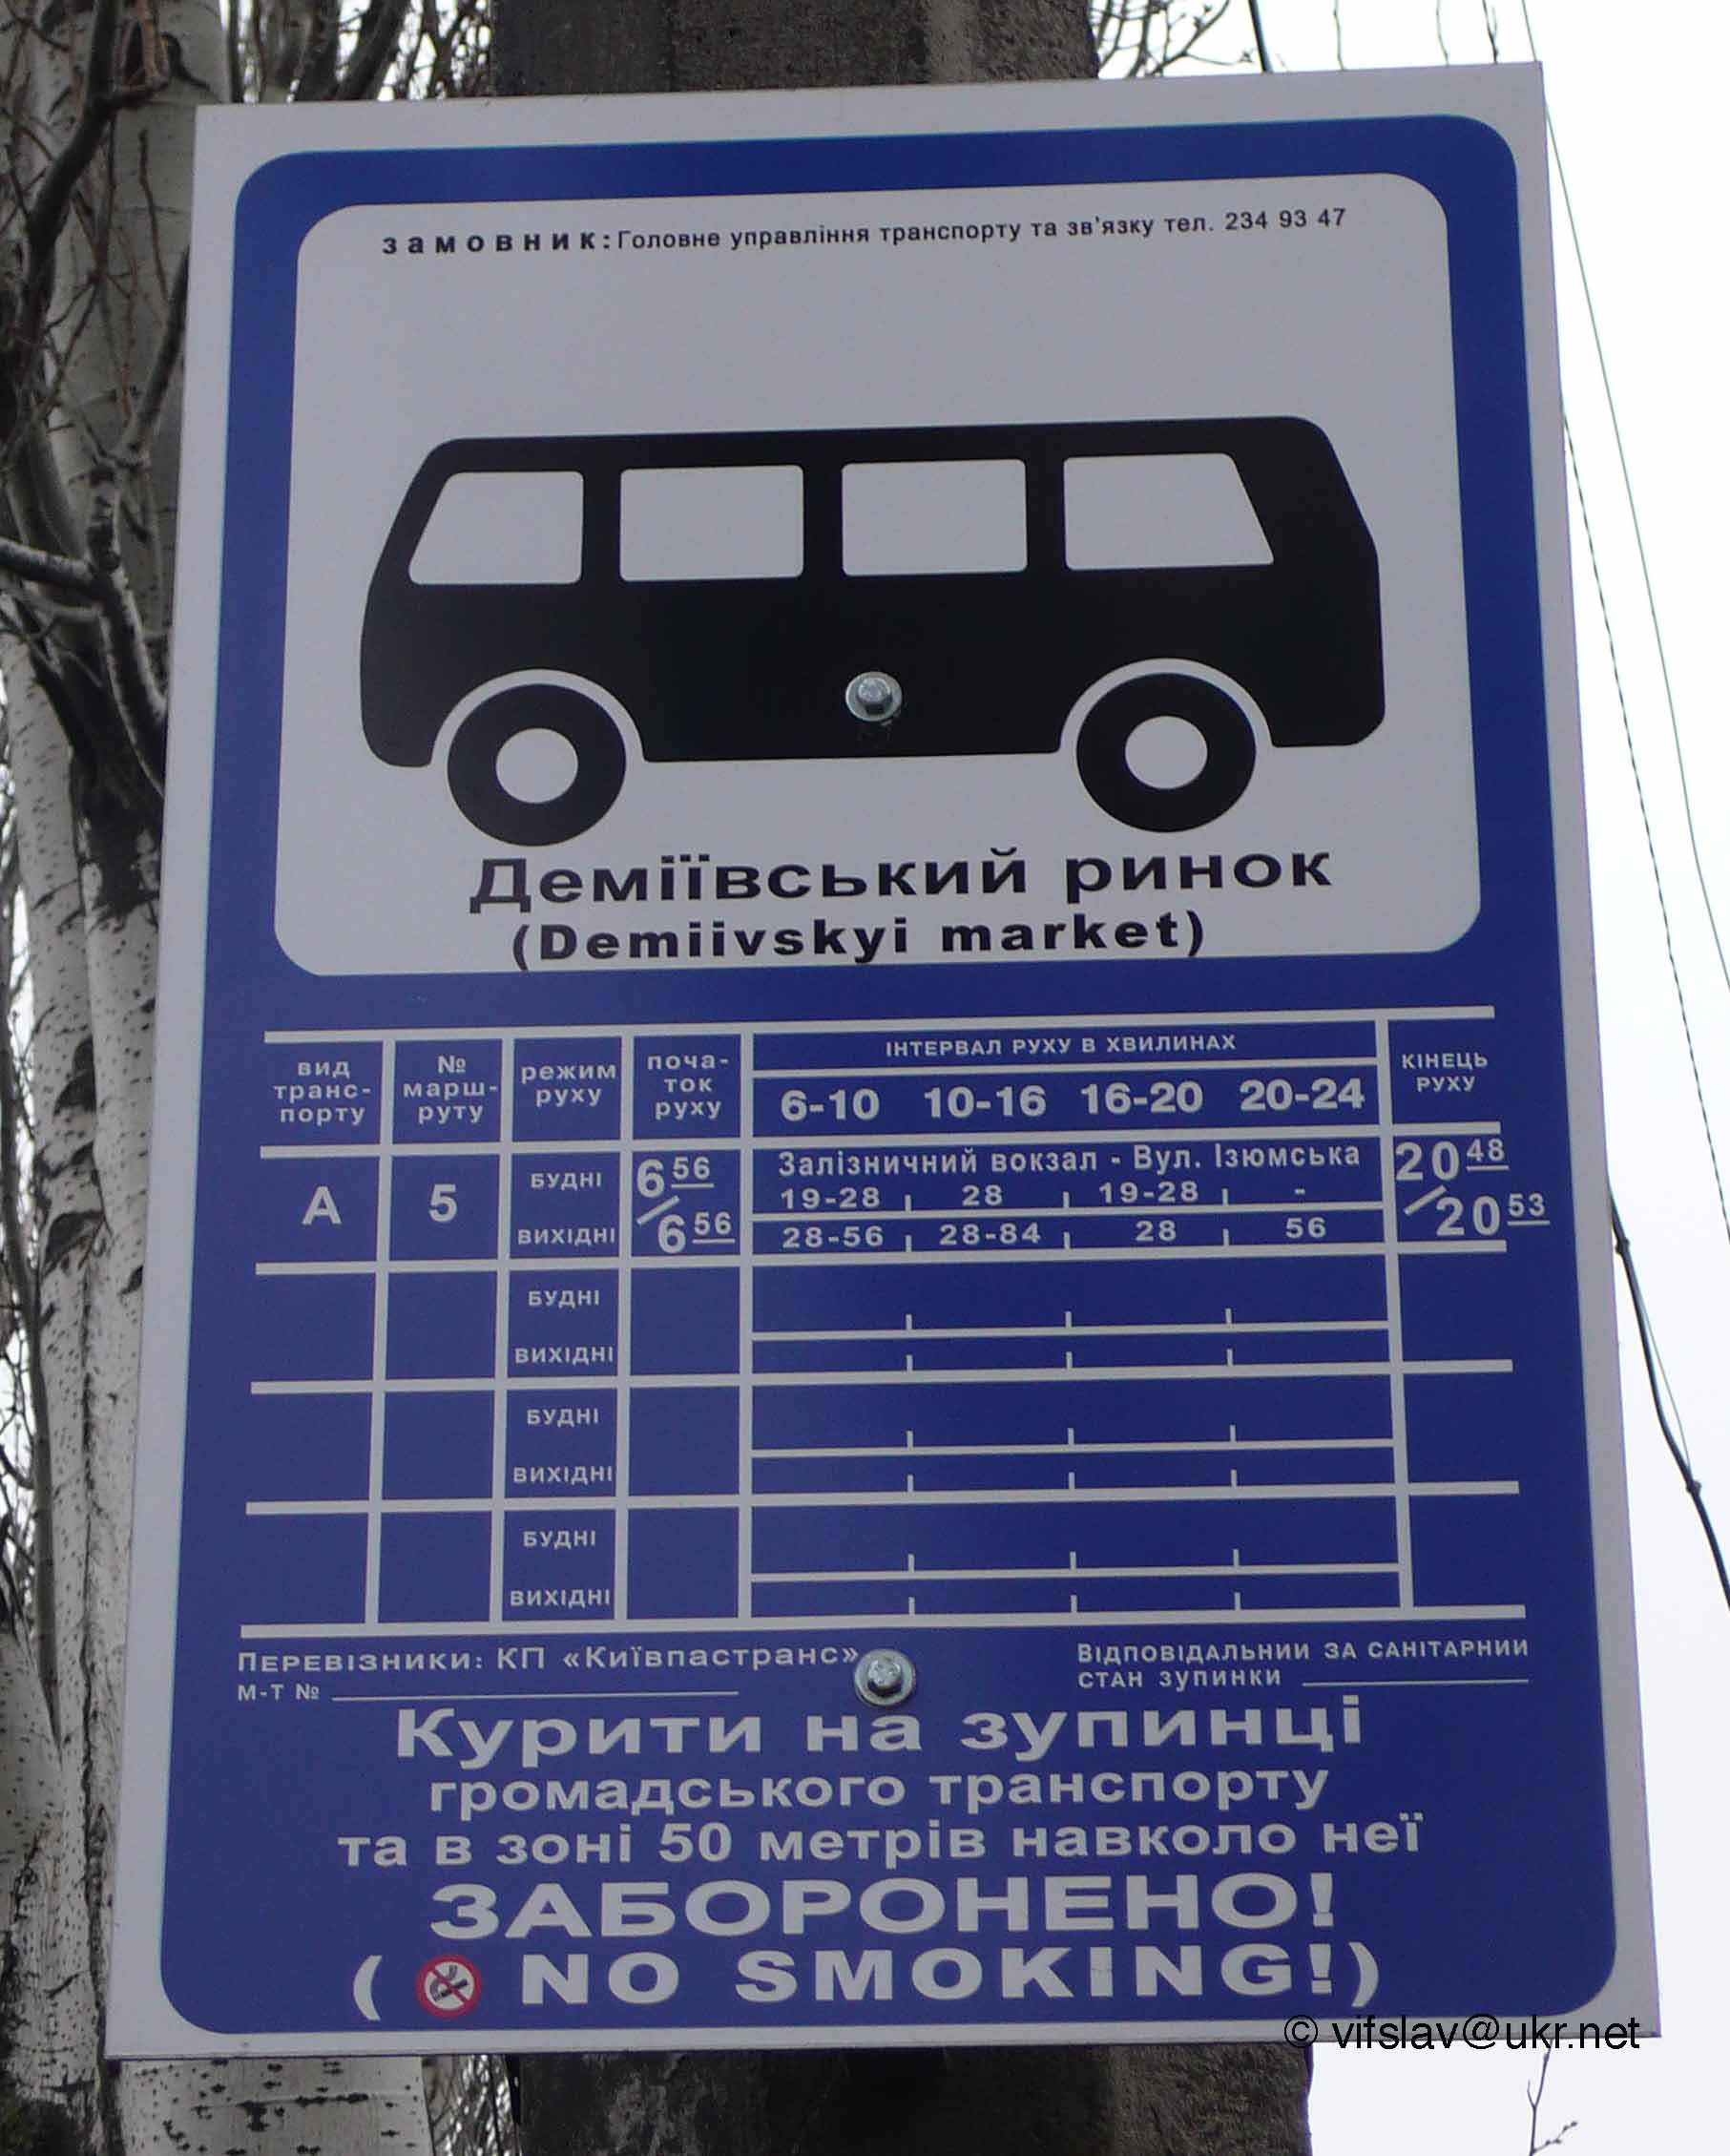 замовник: Головне управління транспорту та зв'язку тел. 234 93 47
Деміївський ринок
(Demiivskyi market)
вид транс-порту
№ марш-руту
режим руху
поча-ток руху
ІНТЕРВАЛ РУХУ В ХВИЛИНАХ
6-10 10-16 16-20 20-24
КІНЕЦЬ РУХУ
А 5
БУДНІ
ВИХІДНІ
6 56 / 6 56
Залізничний вокзал - Вул. Ізюмська
19-28 28 19-28 -
28-56 28-84 28 56
20 48 / 20 53
БУДНІ
ВИХІДНІ
БУДНІ
ВИХІДНІ
БУДНІ
ВИХІДНІ
Перевізники: КП «Київпастранс»
М-Т №
Відповідальний за санітарний
стан зупинки
Курити на зупинці
громадського транспорту
та в зоні 50 метрів навколо неї
ЗАБОРОНЕНО!
( NO SMOKING!)
© vifslav@ukr.net